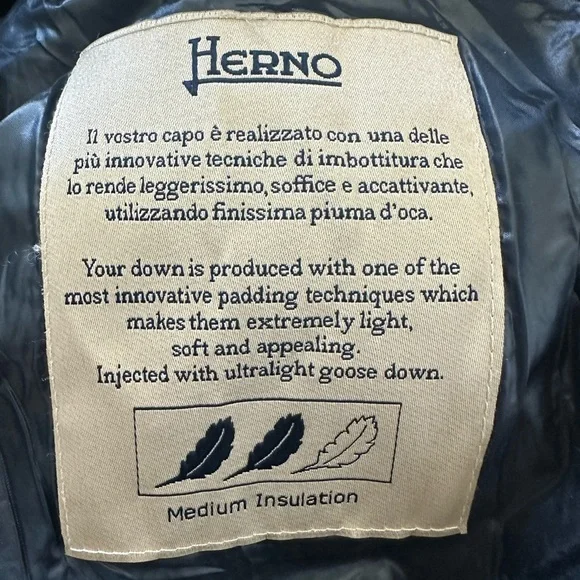 HERNO
Il vostro capo è realizzato con una delle
più innovative tecniche di imbottitura che
lo rende leggerissimo, soffice e accattivante,
utilizzando finissima piuma d'oca.
Your down is produced with one of the
most innovative padding techniques which
makes them extremely light,
soft and appealing.
Injected with ultralight goose down.
Medium Insulation